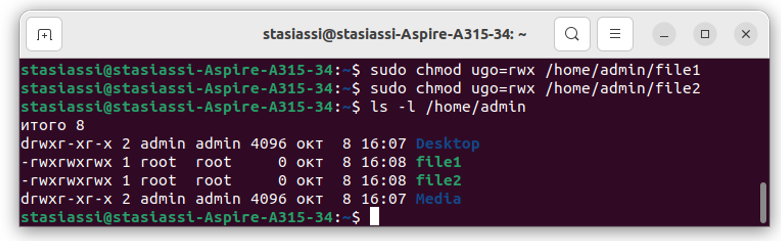 stasiassi@stasiassi-Aspire-A315-34: ~
stasiassi@stasiassi-Aspire-A315-34:~$ sudo chmod ugo=rwx /home/admin/file1
stasiassi@stasiassi-Aspire-A315-34:~$ sudo chmod ugo=rwx /home/admin/file2
stasiassi@stasiassi-Aspire-A315-34:~$ ls -l /home/admin
итого 8
drwxr-xr-x 2 admin admin 4096 окт  8 16:07 Desktop
-rwxrwxrwx 1 root  root     0 окт  8 16:08 file1
-rwxrwxrwx 1 root  root     0 окт  8 16:08 file2
drwxr-xr-x 2 admin admin 4096 окт  8 16:07 Media
stasiassi@stasiassi-Aspire-A315-34:~$